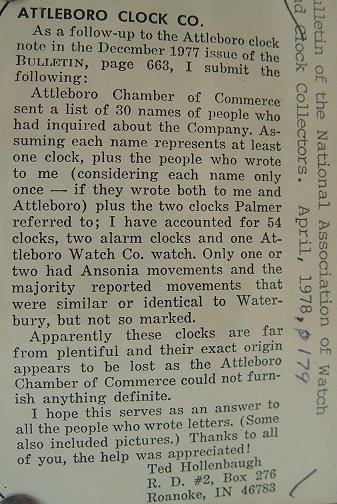 ATTLEBORO CLOCK CO.
As a follow-up to the Attleboro clock
note in the December 1977 issue of the
BULLETIN, page 663, I submit the
following:
Attleboro Chamber of Commerce
sent a list of 30 names of people who
had inquired about the Company. As-
suming each name represents at least
one clock, plus the people who wrote
to me (considering each name only
once — if they wrote both to me and
Attleboro) plus the two clocks Palmer
referred to; I have accounted for 54
clocks, two alarm clocks and one At-
tleboro Watch Co. watch. Only one or
two had Ansonia movements and the
majority reported movements that
were similar or identical to Water-
bury, but not so marked.
Apparently these clocks are far
from plentiful and their exact origin
appears to be lost as the Attleboro
Chamber of Commerce could not furn-
ish anything definite.
I hope this serves as an answer to
all the people who wrote letters. (Some
also included pictures.) Thanks to all
of you, the help was appreciated!
Ted Hollenbaugh
R. D. #2, Box 276
Roanoke, IN 46783
lletin of the National Association of Watch
d Clock Collectors. April, 1978, p 179